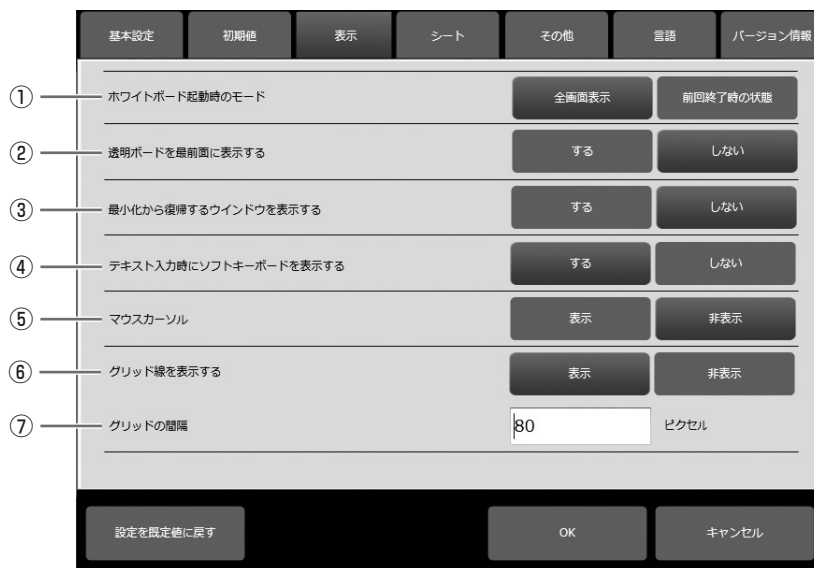 基本設定 初期値 表示 シート その他 言語 バージョン情報
① ホワイトボード起動時のモード 全画面表示 前回終了時の状態
② 透明ボードを最前面に表示する する しない
③ 最小化から復帰するウインドウを表示する する しない
④ テキスト入力時にソフトキーボードを表示する する しない
⑤ マウスカーソル 表示 非表示
⑥ グリッド線を表示する 表示 非表示
⑦ グリッドの間隔 80 ピクセル
設定を既定値に戻す OK キャンセル